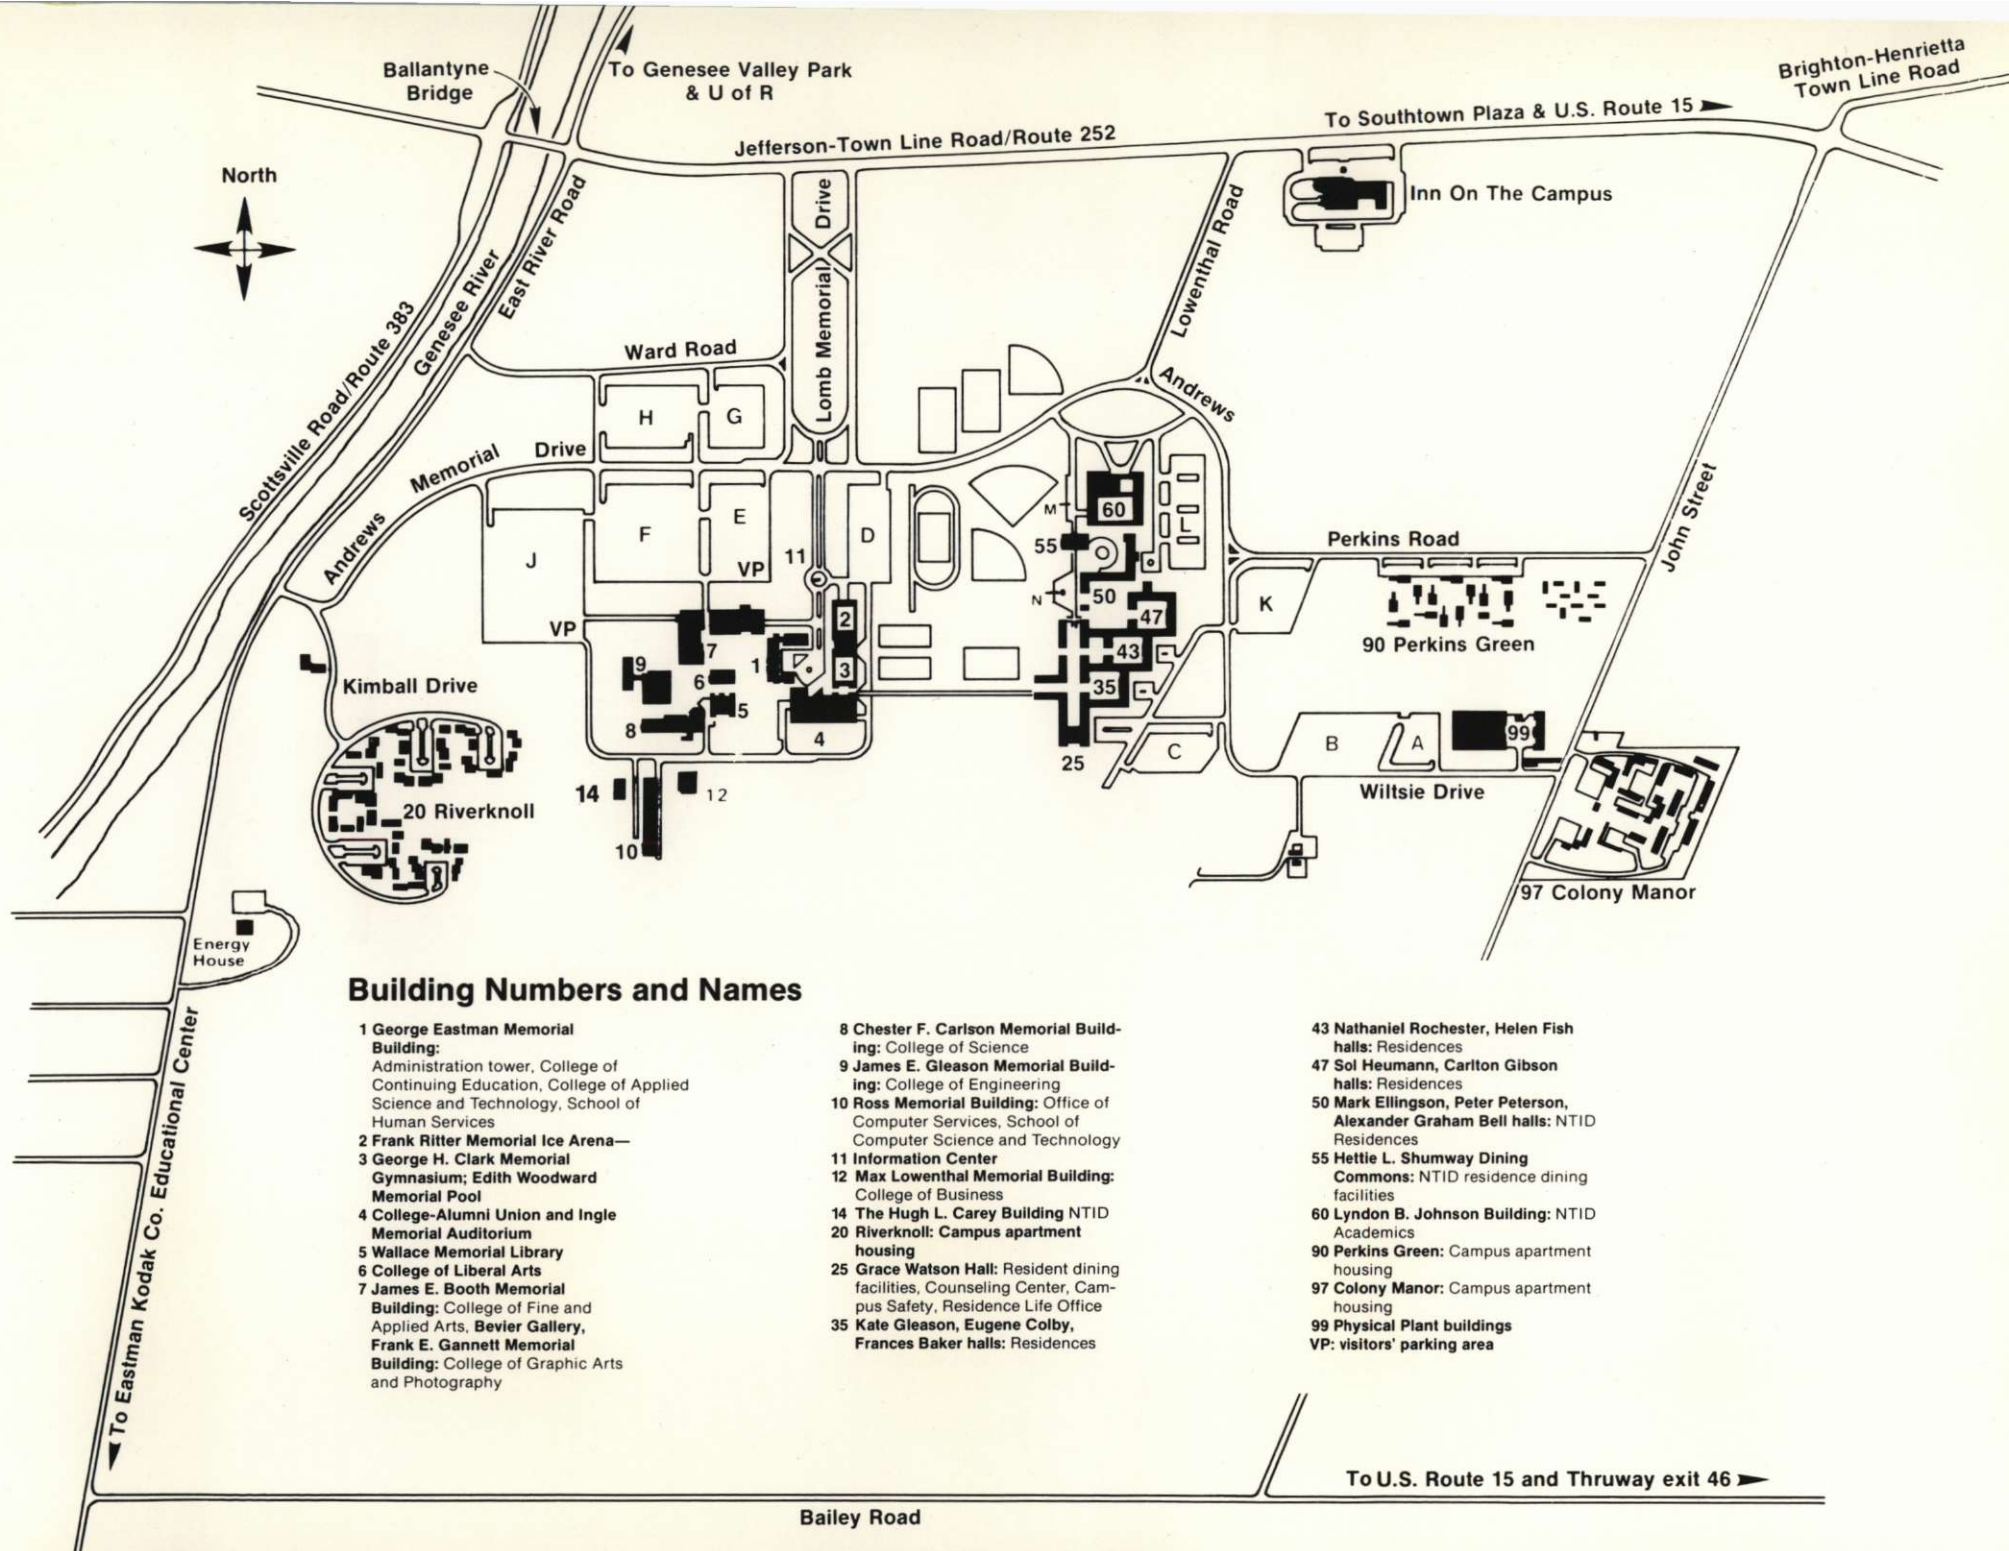 Ballantyne
Bridge
To Genesee Valley Park
& U of R
Brighton-Henrietta
Town Line Road
To Southtown Plaza & U.S. Route 15
Jefferson-Town Line Road/Route 252
North
Inn On The Campus
Lomb Memorial Drive
Lowenthal Road
East River Road
Genesee River
Scottsville Road/Route 383
Ward Road
Andrews
H
G
Andrews Memorial Drive
John Street
M
60
L
F
E
D
J
11
VP
55
Perkins Road
N
50
47
K
2
VP
7
1
3
9
6
43
35
90 Perkins Green
Kimball Drive
5
8
4
25
C
B
A
99
14
12
20 Riverknoll
10
Wiltsie Drive
97 Colony Manor
Energy
House
To Eastman Kodak Co. Educational Center
Building Numbers and Names
1 George Eastman Memorial
Building:
Administration tower, College of
Continuing Education, College of Applied
Science and Technology, School of
Human Services
2 Frank Ritter Memorial Ice Arena—
3 George H. Clark Memorial
Gymnasium; Edith Woodward
Memorial Pool
4 College-Alumni Union and Ingle
Memorial Auditorium
5 Wallace Memorial Library
6 College of Liberal Arts
7 James E. Booth Memorial
Building: College of Fine and
Applied Arts, Bevier Gallery,
Frank E. Gannett Memorial
Building: College of Graphic Arts
and Photography
8 Chester F. Carlson Memorial Build-
ing: College of Science
9 James E. Gleason Memorial Build-
ing: College of Engineering
10 Ross Memorial Building: Office of
Computer Services, School of
Computer Science and Technology
11 Information Center
12 Max Lowenthal Memorial Building:
College of Business
14 The Hugh L. Carey Building NTID
20 Riverknoll: Campus apartment
housing
25 Grace Watson Hall: Resident dining
facilities, Counseling Center, Cam-
pus Safety, Residence Life Office
35 Kate Gleason, Eugene Colby,
Frances Baker halls: Residences
43 Nathaniel Rochester, Helen Fish
halls: Residences
47 Sol Heumann, Carlton Gibson
halls: Residences
50 Mark Ellingson, Peter Peterson,
Alexander Graham Bell halls: NTID
Residences
55 Hettie L. Shumway Dining
Commons: NTID residence dining
facilities
60 Lyndon B. Johnson Building: NTID
Academics
90 Perkins Green: Campus apartment
housing
97 Colony Manor: Campus apartment
housing
99 Physical Plant buildings
VP: visitors' parking area
To U.S. Route 15 and Thruway exit 46
Bailey Road